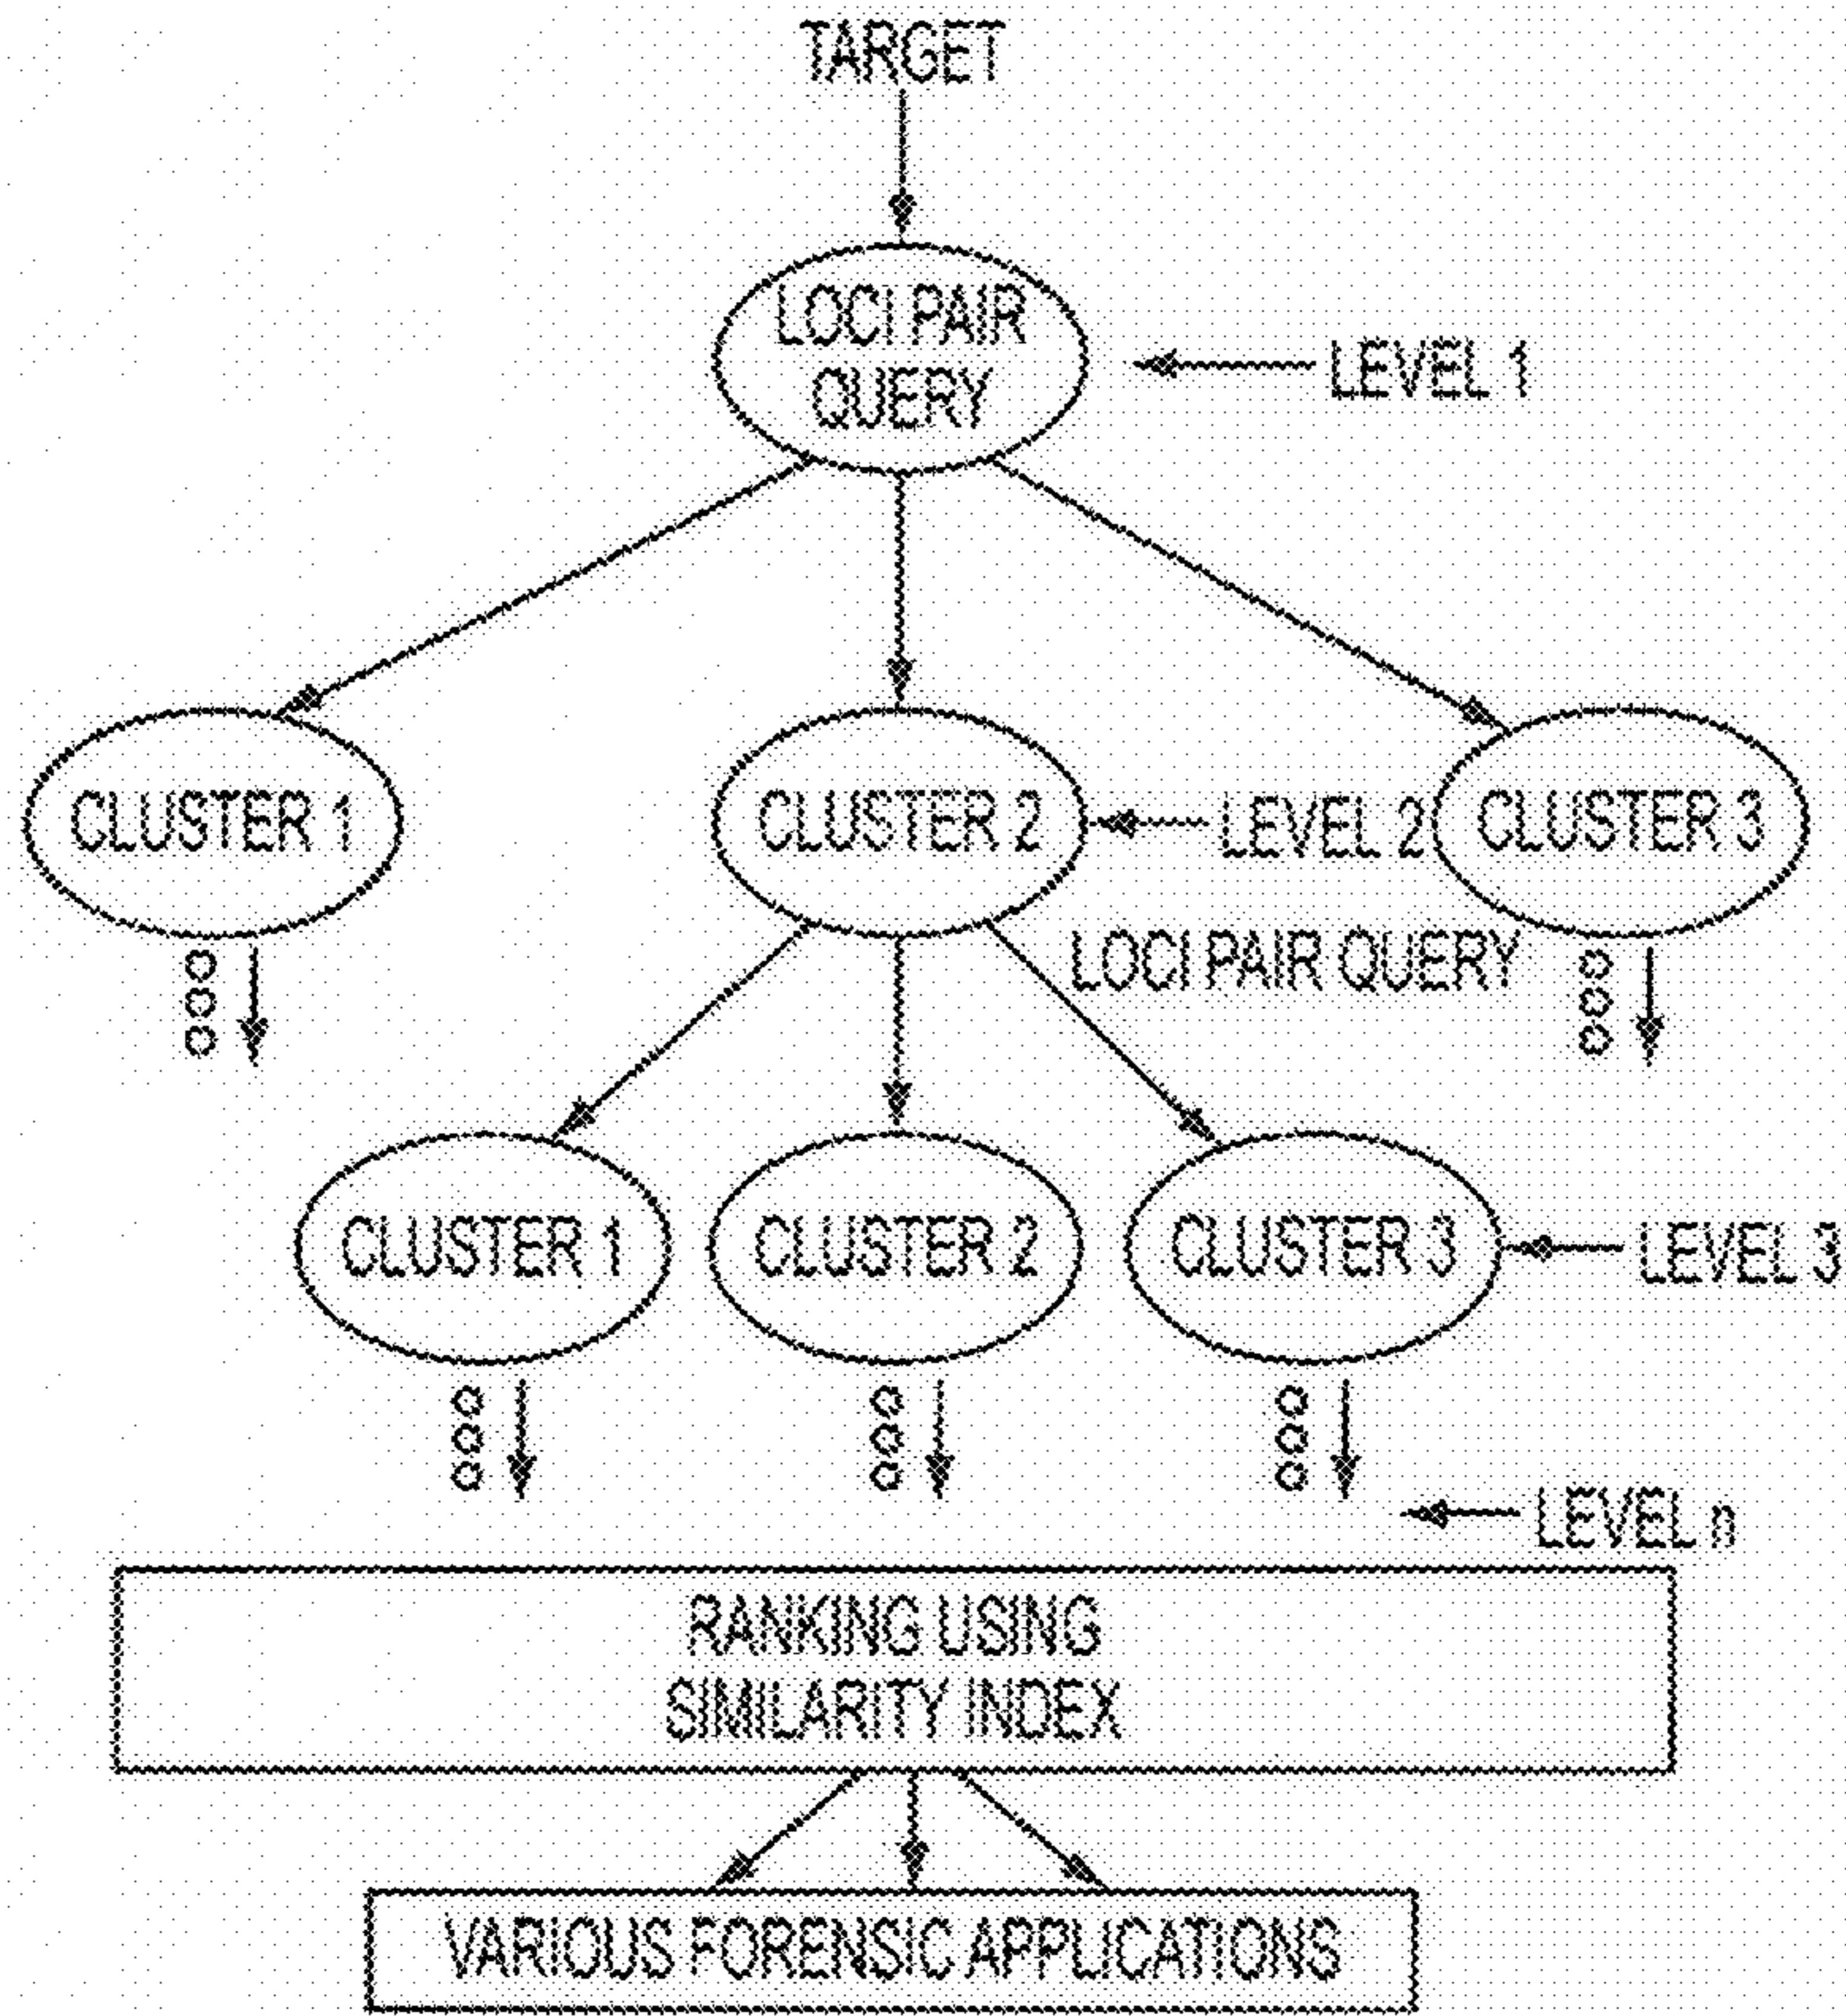 TARGET
LOCI PAIR
QUERY
LEVEL 1
CLUSTER 1
CLUSTER 2
LEVEL 2
CLUSTER 3
LOCI PAIR QUERY
CLUSTER 1
CLUSTER 2
CLUSTER 3
LEVEL 3
LEVEL n
RANKING USING
SIMILARITY INDEX
VARIOUS FORENSIC APPLICATIONS